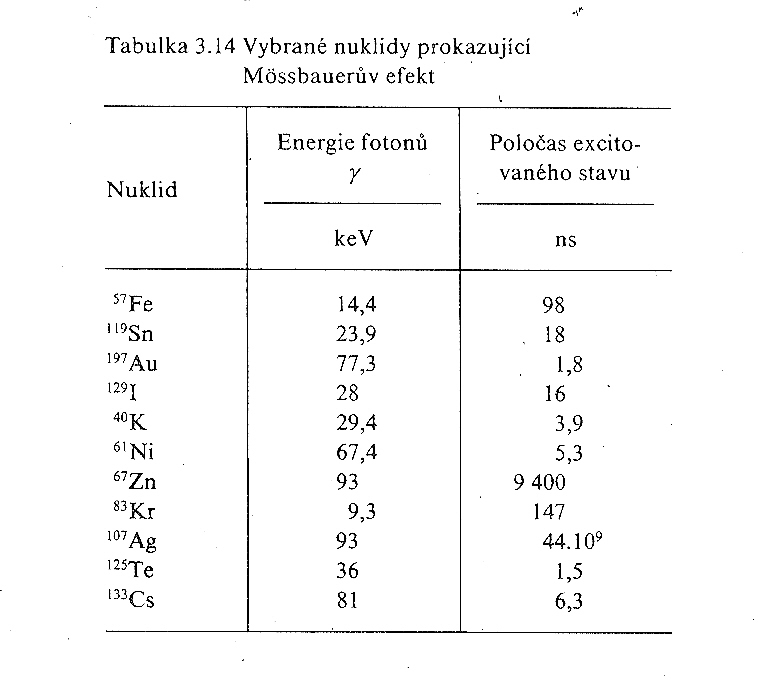 Tabulka 3.14 Vybrané nuklidy prokazující
Mössbauerův efekt
Nuklid
Energie fotonů
γ
keV
Poločas excito-
vaného stavu
ns
⁵⁷Fe 14,4 98
¹¹⁹Sn 23,9 18
¹⁹⁷Au 77,3 1,8
¹²⁹I 28 16
⁴⁰K 29,4 3,9
⁶¹Ni 67,4 5,3
⁶⁷Zn 93 9 400
⁸³Kr 9,3 147
¹⁰⁷Ag 93 44.10⁹
¹²⁵Te 36 1,5
¹³³Cs 81 6,3